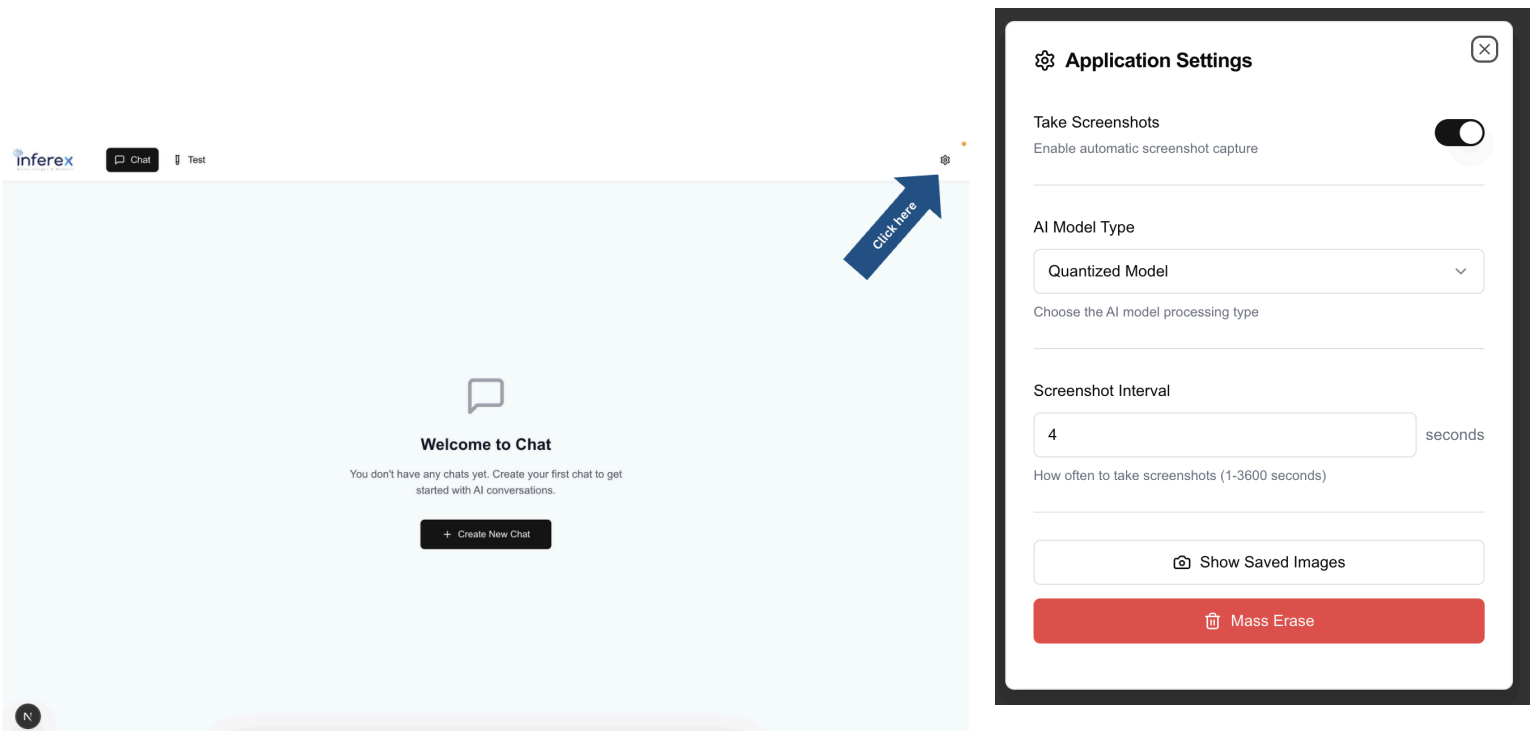 inferex
Chat
Test
Click here
Welcome to Chat
You don't have any chats yet. Create your first chat to get
started with AI conversations.
+ Create New Chat
N
Application Settings
Take Screenshots
Enable automatic screenshot capture
AI Model Type
Quantized Model
Choose the AI model processing type
Screenshot Interval
4 seconds
How often to take screenshots (1-3600 seconds)
Show Saved Images
Mass Erase